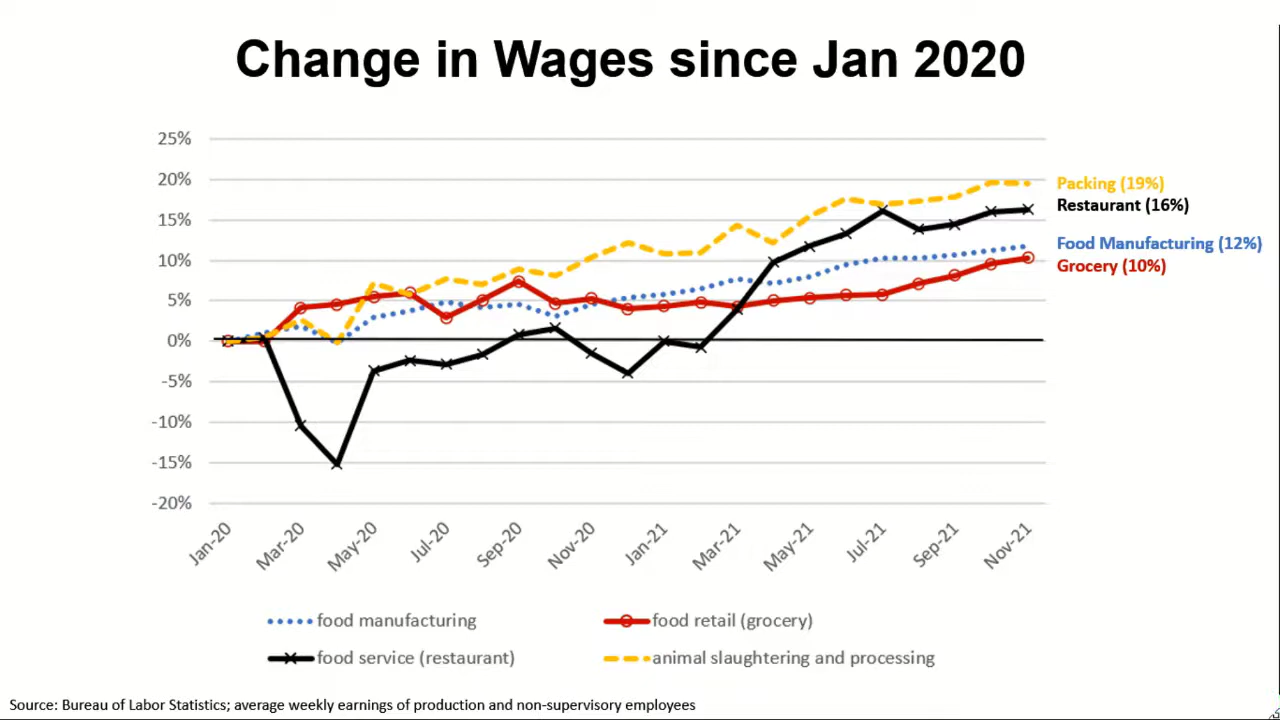 Change in Wages since Jan 2020
25%
20%
15%
10%
5%
0%
-5%
-10%
-15%
-20%
Packing (19%)
Restaurant (16%)
Food Manufacturing (12%)
Grocery (10%)
Jan-20
Mar-20
May-20
Jul-20
Sep-20
Nov-20
Jan-21
Mar-21
May-21
Jul-21
Sep-21
Nov-21
food manufacturing
food retail (grocery)
food service (restaurant)
animal slaughtering and processing
Source: Bureau of Labor Statistics; average weekly earnings of production and non-supervisory employees